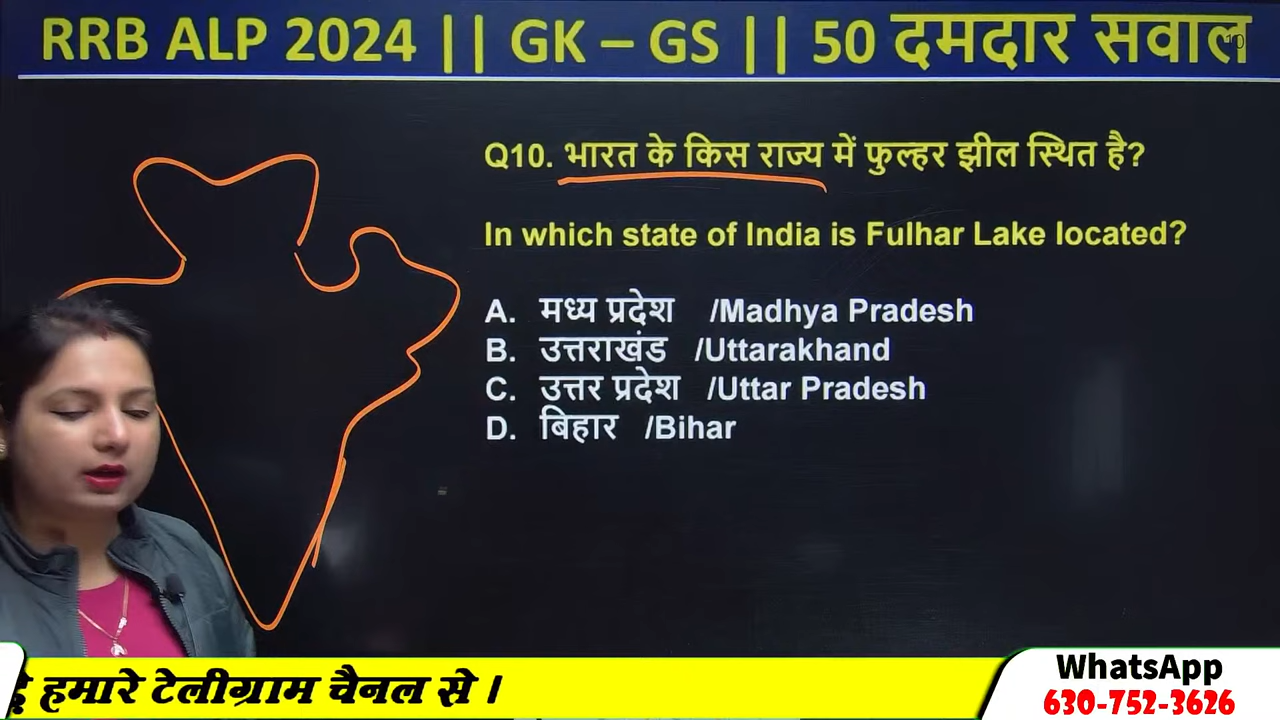 RRB ALP 2024 || GK – GS || 50 दमदार सवाल
10
Q10. भारत के किस राज्य में फुल्हर झील स्थित है?
In which state of India is Fulhar Lake located?
A. मध्य प्रदेश /Madhya Pradesh
B. उत्तराखंड /Uttarakhand
C. उत्तर प्रदेश /Uttar Pradesh
D. बिहार /Bihar
हमारे टेलीग्राम चैनल से ।
WhatsApp
630-752-3626